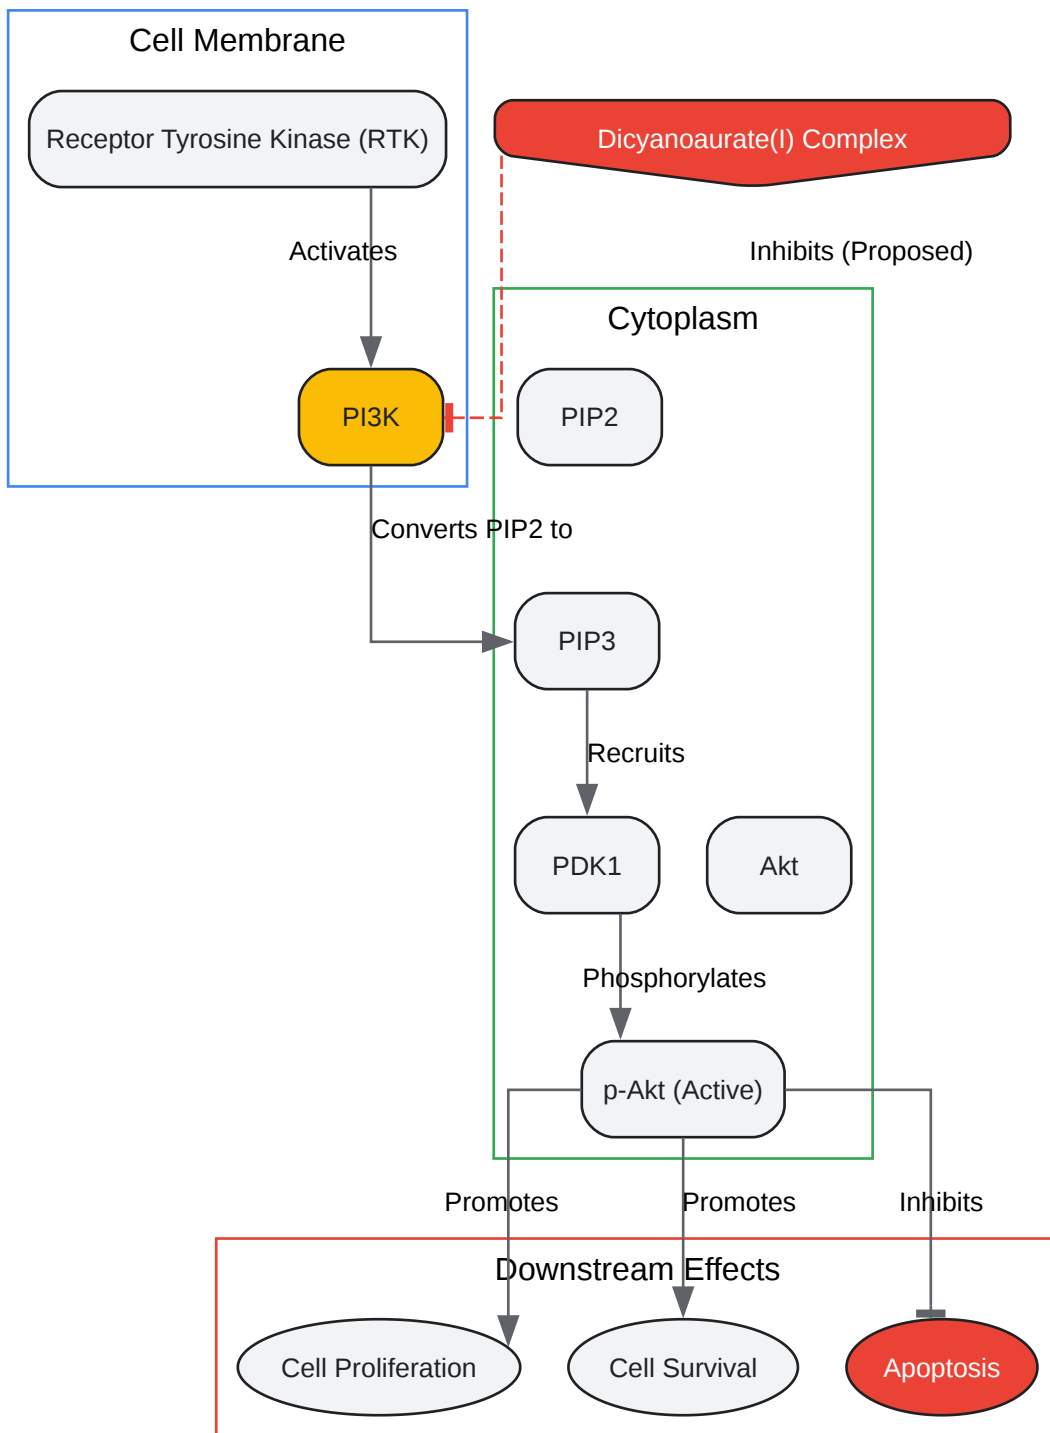 Cell Membrane
Receptor Tyrosine Kinase (RTK)
Dicyanoaurate(I) Complex
Activates
Inhibits (Proposed)
Cytoplasm
PI3K
PIP2
Converts PIP2 to
PIP3
Recruits
PDK1
Akt
Phosphorylates
p-Akt (Active)
Promotes
Promotes
Inhibits
Downstream Effects
Cell Proliferation
Cell Survival
Apoptosis